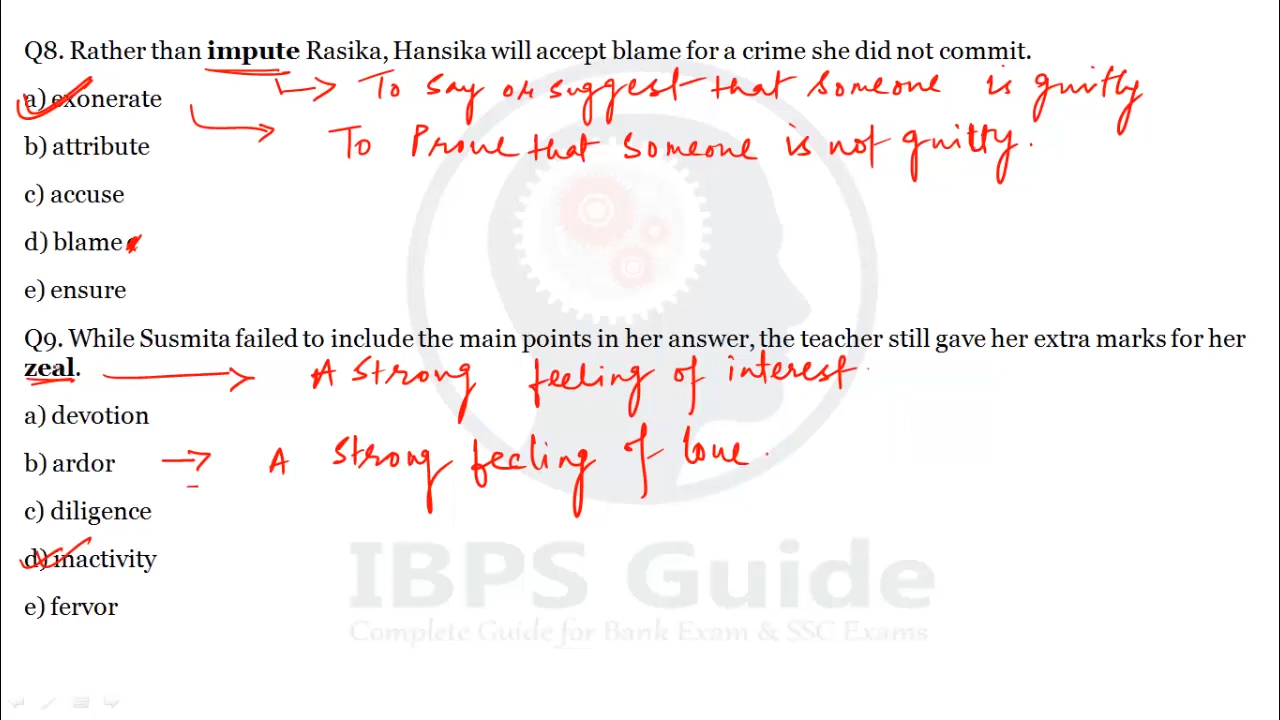 Q8. Rather than impute Rasika, Hansika will accept blame for a crime she did not commit.
→ To say or suggest that someone is guilty
a) exonerate
→ To Prove that someone is not guilty.
b) attribute
c) accuse
d) blame
e) ensure
Q9. While Susmita failed to include the main points in her answer, the teacher still gave her extra marks for her
zeal. → A strong feeling of interest.
a) devotion
b) ardor → A strong feeling of love.
c) diligence
d) inactivity
e) fervor
IBPS Guide
Complete Guide for Bank Exam & SSC Exams